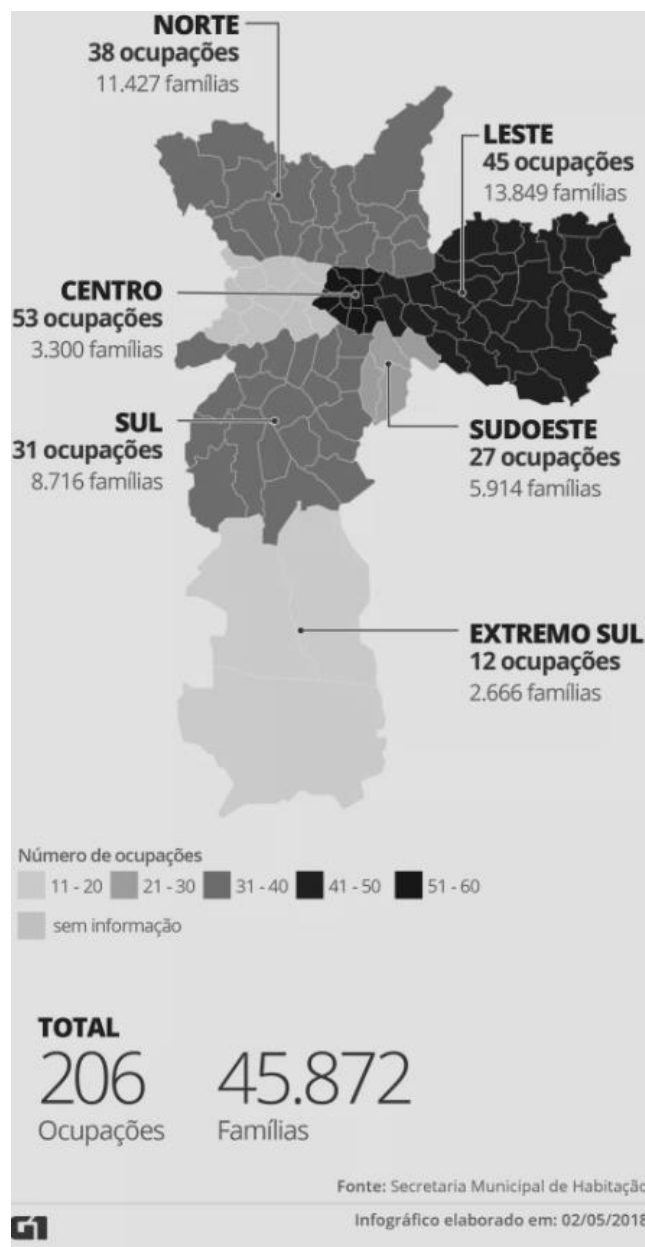 NORTE
38 ocupações
11.427 famílias
LESTE
45 ocupações
13.849 famílias
CENTRO
53 ocupações
3.300 famílias
SUL
31 ocupações
8.716 famílias
SUDOESTE
27 ocupações
5.914 famílias
EXTREMO SUL
12 ocupações
2.666 famílias
Número de ocupações
11 - 20 21 - 30 31 - 40 41 - 50 51 - 60
sem informação
TOTAL
206 45.872
Ocupações Famílias
Fonte: Secretaria Municipal de Habitação
G1 Infográfico elaborado em: 02/05/2018